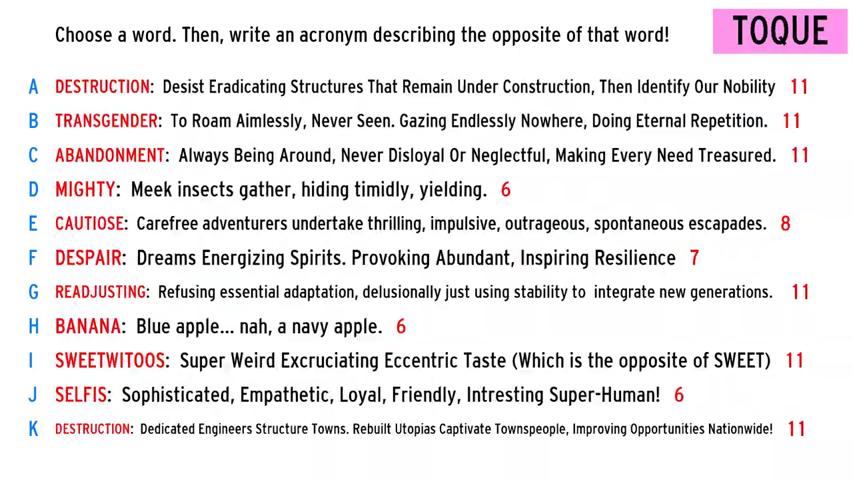 Choose a word. Then, write an acronym describing the opposite of that word!
TOQUE
A DESTRUCTION: Desist Eradicating Structures That Remain Under Construction, Then Identify Our Nobility 11
B TRANSGENDER: To Roam Aimlessly, Never Seen. Gazing Endlessly Nowhere, Doing Eternal Repetition. 11
C ABANDONMENT: Always Being Around, Never Disloyal Or Neglectful, Making Every Need Treasured. 11
D MIGHTY: Meek insects gather, hiding timidly, yielding. 6
E CAUTIOSE: Carefree adventurers undertake thrilling, impulsive, outrageous, spontaneous escapades. 8
F DESPAIR: Dreams Energizing Spirits. Provoking Abundant, Inspiring Resilience 7
G READJUSTING: Refusing essential adaptation, delusionally just using stability to integrate new generations. 11
H BANANA: Blue apple... nah, a navy apple. 6
I SWEETWITOOS: Super Weird Excruciating Eccentric Taste (Which is the opposite of SWEET) 11
J SELFIS: Sophisticated, Empathetic, Loyal, Friendly, Intresting Super-Human! 6
K DESTRUCTION: Dedicated Engineers Structure Towns. Rebuilt Utopias Captivate Townspeople, Improving Opportunities Nationwide! 11